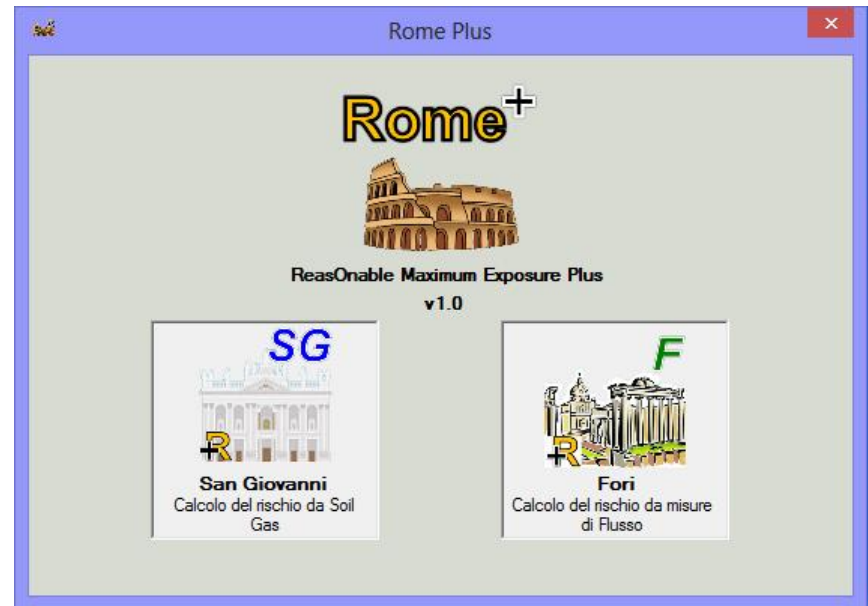 Rome Plus
Rome+
ReasOnable Maximum Exposure Plus
v1.0
SG
+R
San Giovanni
Calcolo del rischio da Soil
Gas
F
+R
Fori
Calcolo del rischio da misure
di Flusso